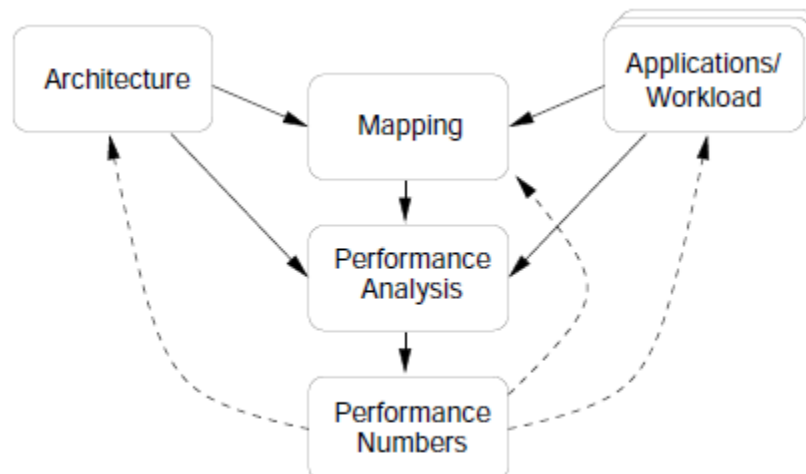 Architecture
Applications/
Workload
Mapping
Performance
Analysis
Performance
Numbers